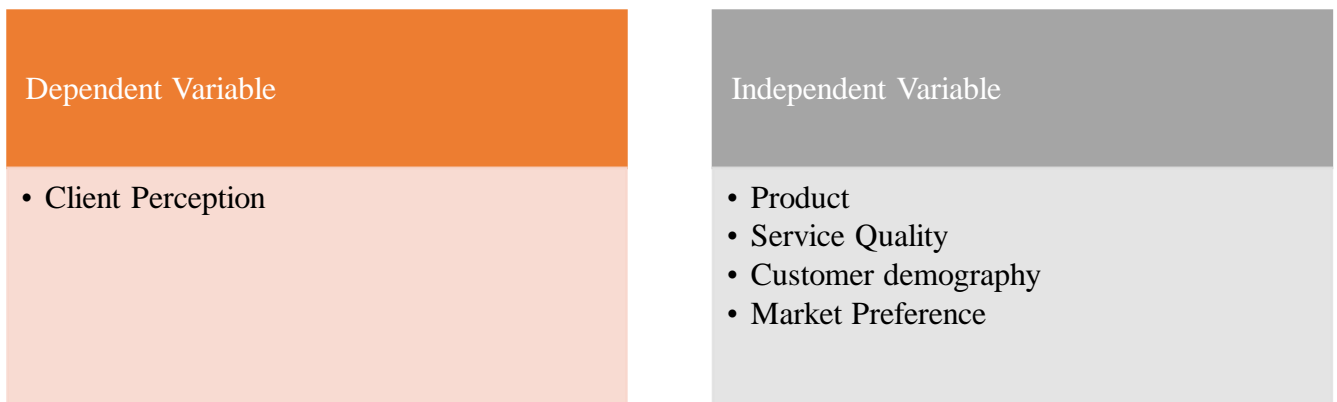 Dependent Variable
• Client Perception
Independent Variable
• Product
• Service Quality
• Customer demography
• Market Preference